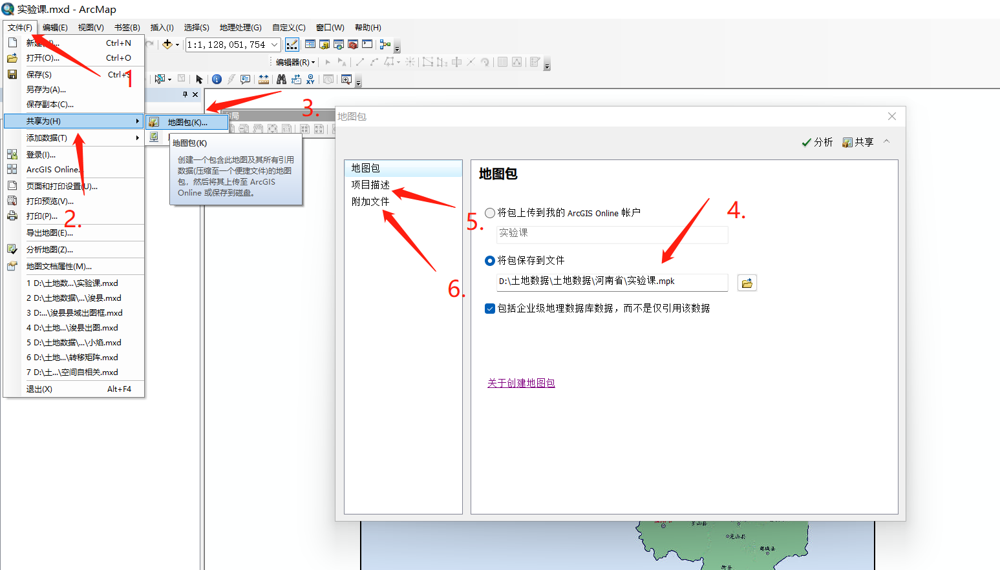 实验课.mxd - ArcMap
文件(F) 编辑(E) 视图(V) 书签(B) 插入(I) 选择(S) 地理处理(G) 自定义(C) 窗口(W) 帮助(H)
Ctrl+N
1:1,128,051,754
打开(O)... Ctrl+O
编辑器(R)
保存(S) Ctrl+S
1
另存为(A)...
保存副本(C)...
共享为(H)
地图包(K)...
3.
添加数据(T)
登录(I)...
ArcGIS Online.
页面和打印设置(U)...
打印预览(V)...
打印(P)...
2.
导出地图(E)...
分析地图(Z)...
地图文档属性(M)...
1 D:\土地数...\实验课.mxd
2 D:\土地数据\...\浚县.mxd
3 D:\...\浚县县域出图框.mxd
4 D:\土地...\浚县出图.mxd
5 D:\土地数据\...\小焰.mxd
6 D:\土地...\转移矩阵.mxd
7 D:\土...\空间自相关.mxd
退出(X) Alt+F4
地图包(K)
创建一个包含此地图及其所有引用
数据(压缩至一个便捷文件)的地图
包，然后将其上传至 ArcGIS
Online 或保存到磁盘。
地图包
分析 共享
地图包
项目描述
附加文件
5.
6.
地图包
将包上传到我的 ArcGIS Online 帐户
实验课
4.
将包保存到文件
D:\土地数据\土地数据\河南省\实验课.mpk
包括企业级地理数据库数据，而不是仅引用该数据
关于创建地图包
罗山县
光山县
商城县
新县